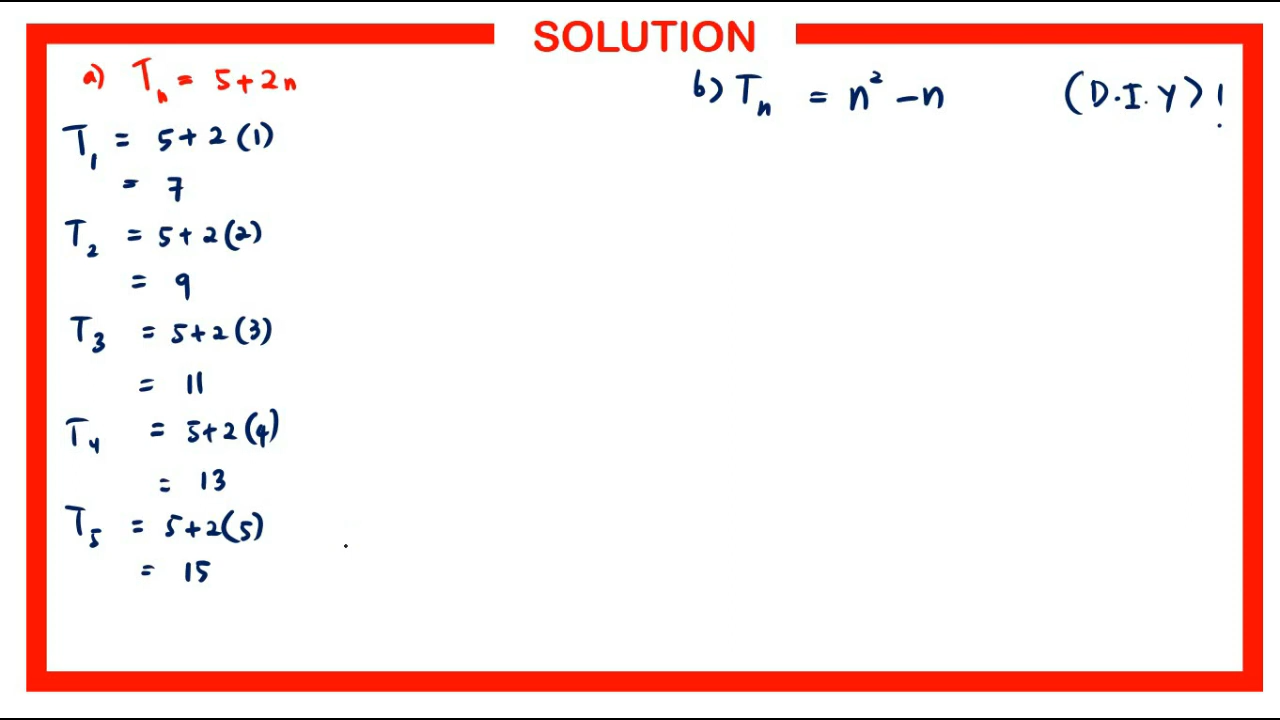 SOLUTION
a) Tₙ = 5+2n
T₁ = 5+2(1)
= 7
T₂ = 5+2(2)
= 9
T₃ = 5+2(3)
= 11
T₄ = 5+2(4)
= 13
T₅ = 5+2(5)
= 15
b) Tₙ = n² -n (D.I.Y)!